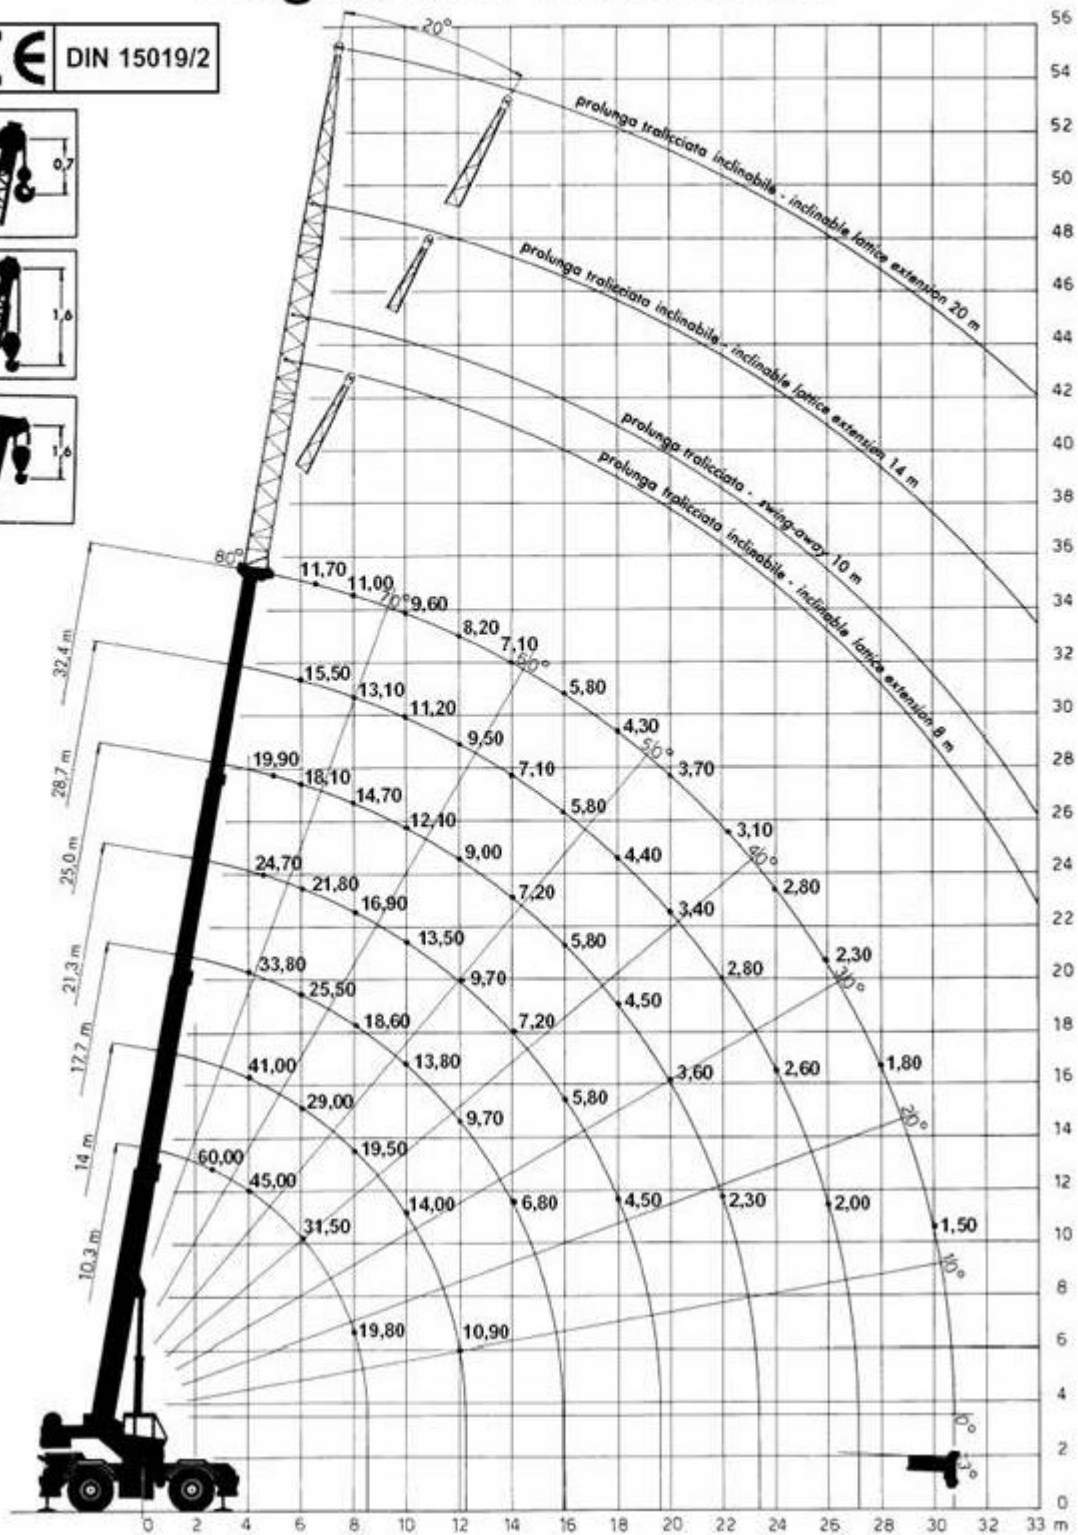 20°
56
CE DIN 15019/2
54
prolunga tralicciata inclinabile - inclinable lattice extension 20 m
52
0,7
50
48
prolunga tralicciata inclinabile - inclinable lattice extension 14 m
46
1,6
44
42
prolunga tralicciata - swing-away 10 m
40
prolunga tralicciata inclinabile - inclinable lattice extension 8 m
1,6
38
36
80°
11,70 11,00 70° 9,60 8,20 7,10 60° 5,80 4,30 50° 3,70 3,10 40° 2,80 2,30 30° 1,80 20° 1,50 10°
34
32,4 m
32
15,50 13,10 11,20 9,50 7,10 5,80 4,40 3,40 2,80 2,60 2,00
30
28,7 m
28
19,90 18,10 14,70 12,10 9,00 7,20 5,80 4,50 3,60 2,30
26
25,0 m
24
24,70 21,80 16,90 13,50 9,70 7,20 5,80 4,50
22
21,3 m
20
33,80 25,50 18,60 13,80 9,70 6,80
18
17,7 m
16
41,00 29,00 19,50 14,00 10,90
14
14 m
12
60,00 45,00 31,50 19,80
10
10,3 m
8
6
4
0°
2
-3°
0
0 2 4 6 8 10 12 14 16 18 20 22 24 26 28 30 32 33 m